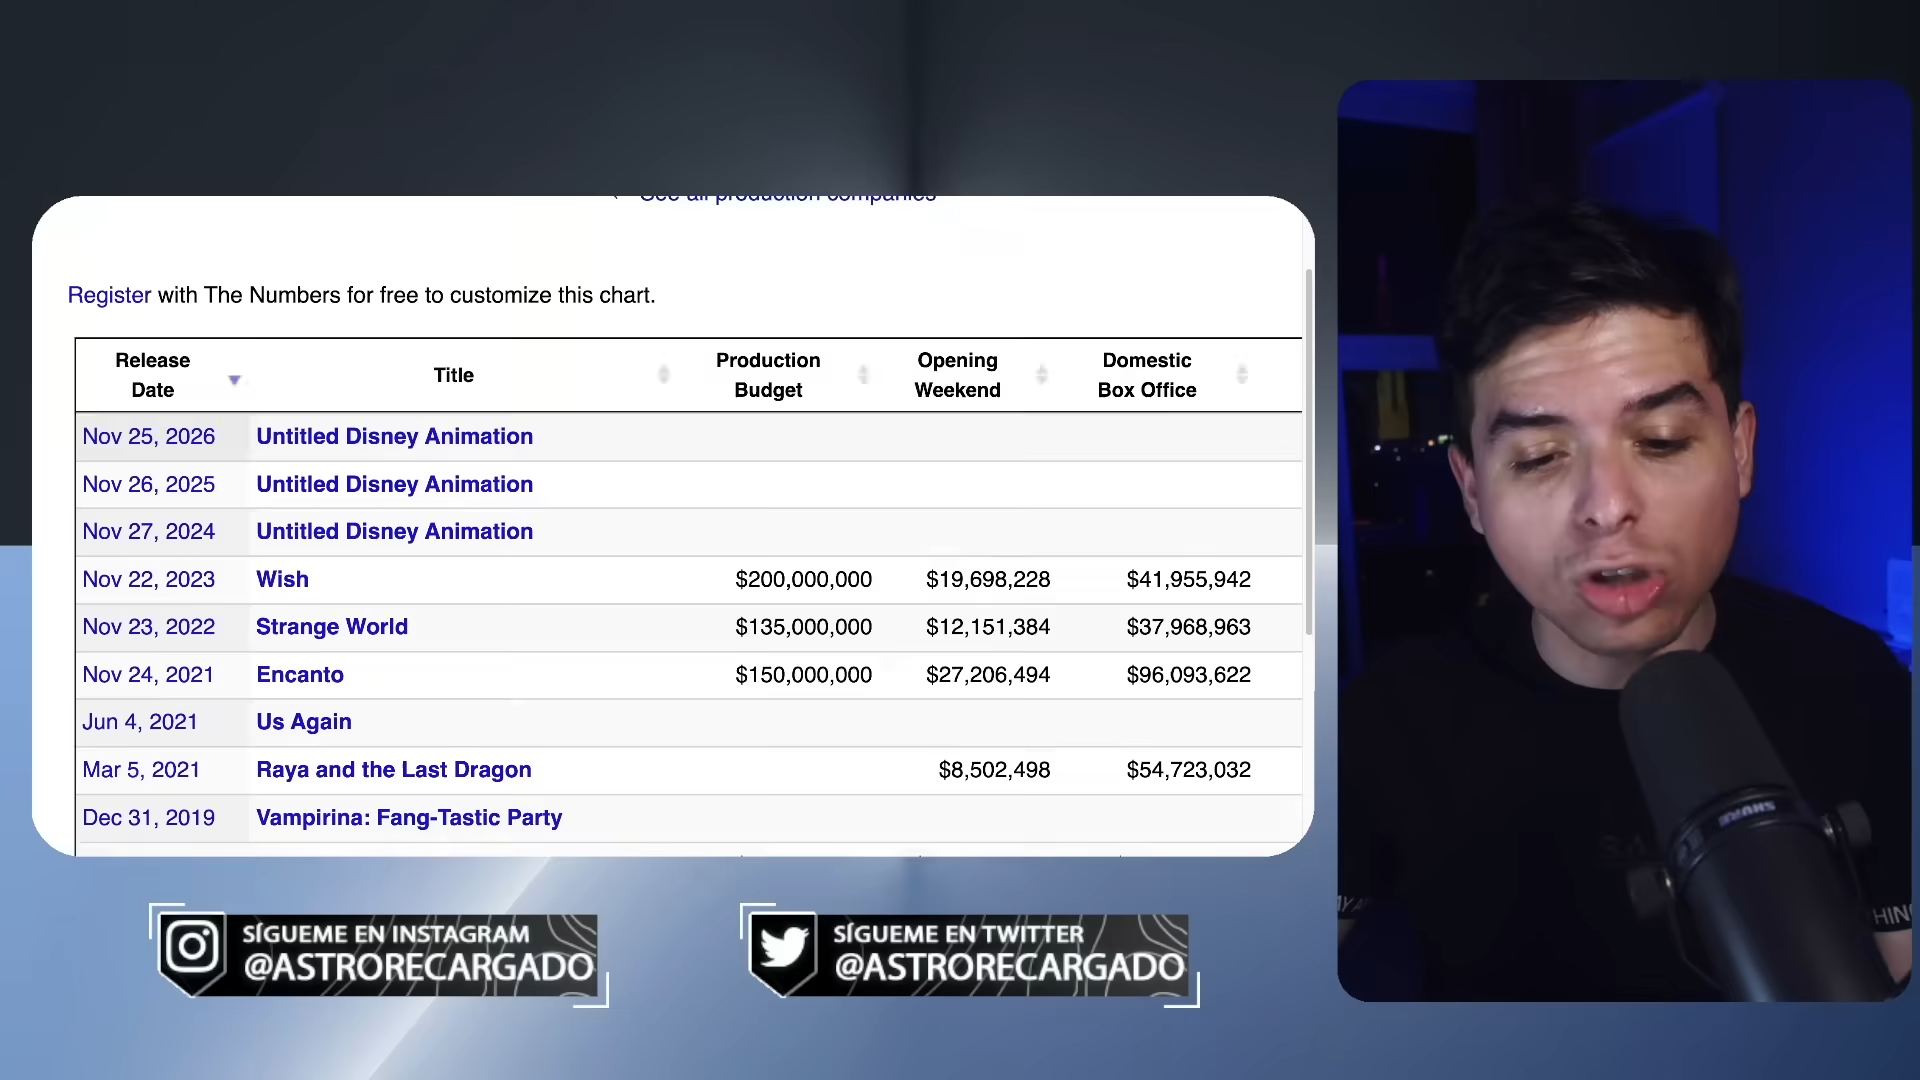 See all production companies
Register with The Numbers for free to customize this chart.
Release Date Title Production Budget Opening Weekend Domestic Box Office
Nov 25, 2026 Untitled Disney Animation
Nov 26, 2025 Untitled Disney Animation
Nov 27, 2024 Untitled Disney Animation
Nov 22, 2023 Wish $200,000,000 $19,698,228 $41,955,942
Nov 23, 2022 Strange World $135,000,000 $12,151,384 $37,968,963
Nov 24, 2021 Encanto $150,000,000 $27,206,494 $96,093,622
Jun 4, 2021 Us Again
Mar 5, 2021 Raya and the Last Dragon $8,502,498 $54,723,032
Dec 31, 2019 Vampirina: Fang-Tastic Party
SÍGUEME EN INSTAGRAM
@ASTRORECARGADO
SÍGUEME EN TWITTER
@ASTRORECARGADO
SHURE